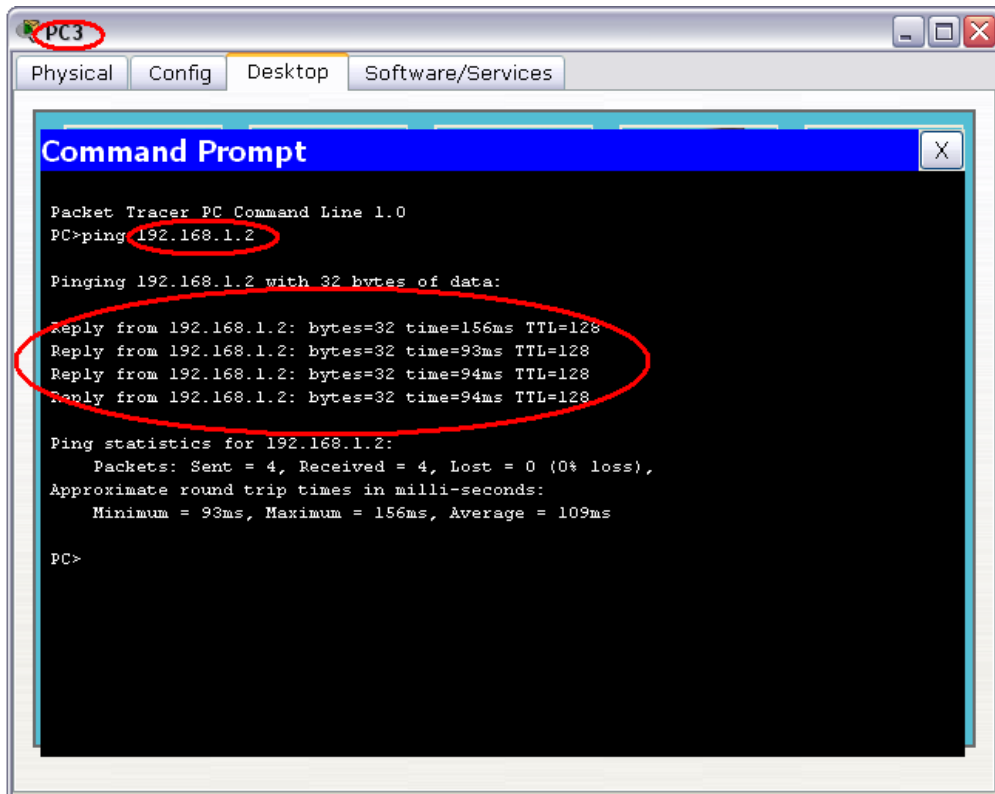 PC3
Physical Config Desktop Software/Services
Command Prompt X
Packet Tracer PC Command Line 1.0
PC>ping 192.168.1.2
Pinging 192.168.1.2 with 32 bytes of data:
Reply from 192.168.1.2: bytes=32 time=156ms TTL=128
Reply from 192.168.1.2: bytes=32 time=93ms TTL=128
Reply from 192.168.1.2: bytes=32 time=94ms TTL=128
Reply from 192.168.1.2: bytes=32 time=94ms TTL=128
Ping statistics for 192.168.1.2:
Packets: Sent = 4, Received = 4, Lost = 0 (0% loss),
Approximate round trip times in milli-seconds:
Minimum = 93ms, Maximum = 156ms, Average = 109ms
PC>